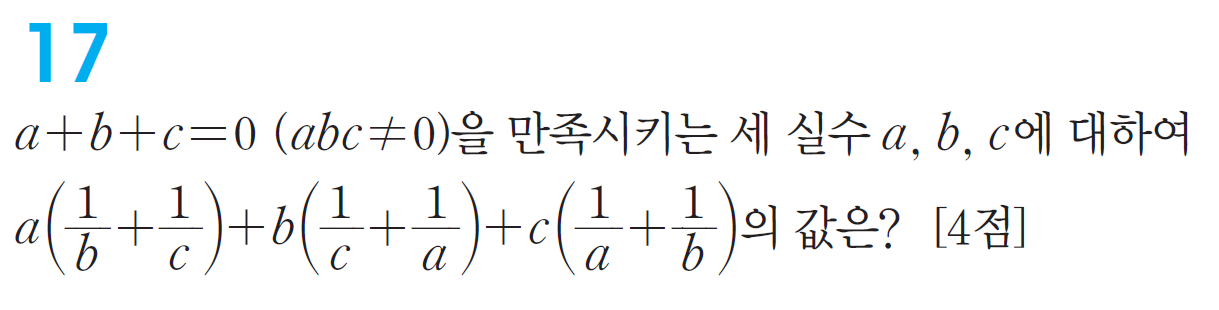 17
a+b+c=0 (abc≠0)을 만족시키는 세 실수 a, b, c에 대하여
a(1/b+1/c)+b(1/c+1/a)+c(1/a+1/b)의 값은? [4점]